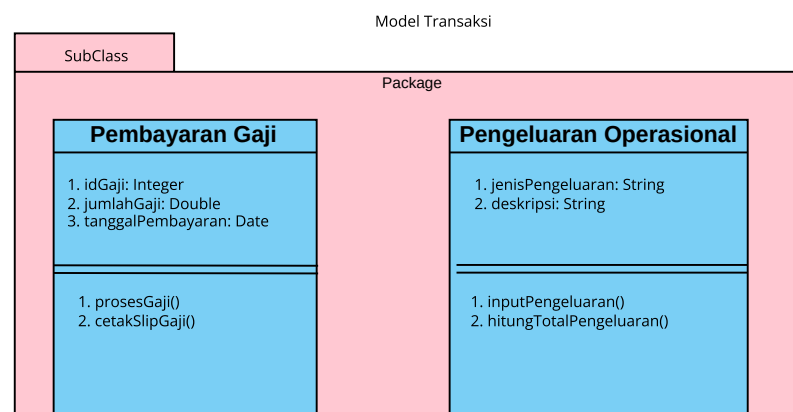 Model Transaksi
SubClass
Package
Pembayaran Gaji
1. idGaji: Integer
2. jumlahGaji: Double
3. tanggalPembayaran: Date
1. prosesGaji()
2. cetakSlipGaji()
Pengeluaran Operasional
1. jenisPengeluaran: String
2. deskripsi: String
1. inputPengeluaran()
2. hitungTotalPengeluaran()